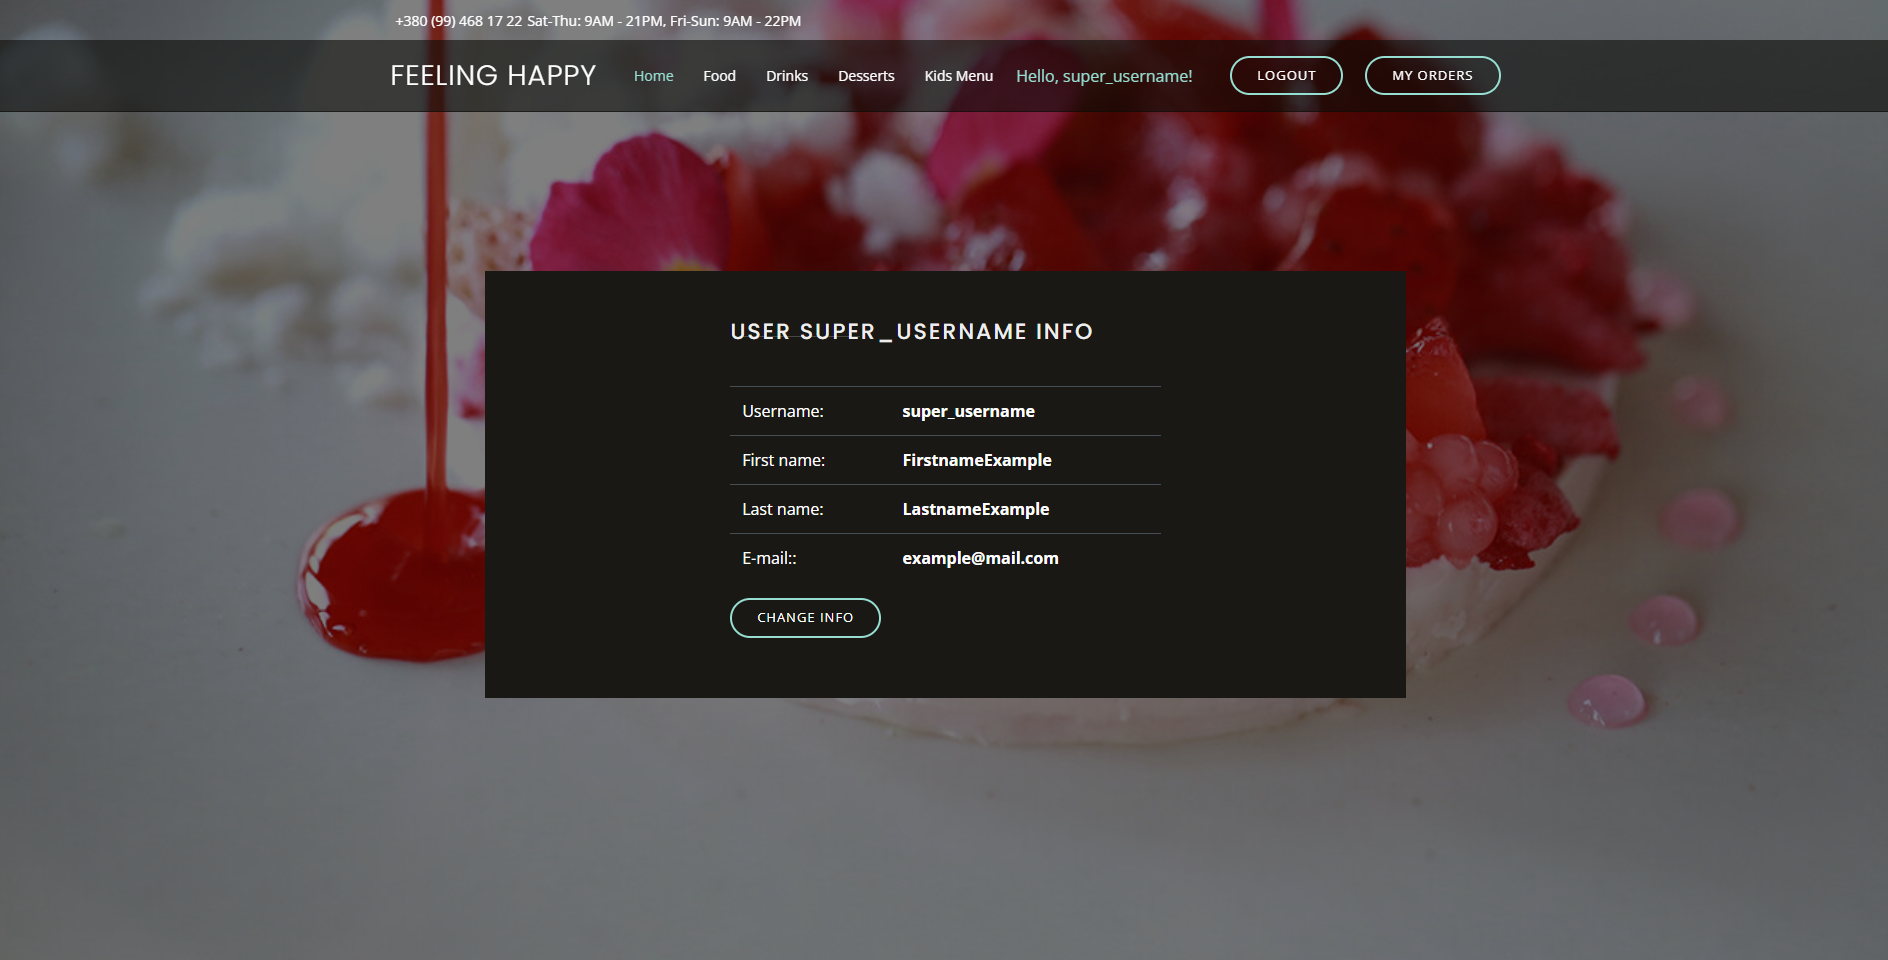 +380 (99) 468 17 22 Sat-Thu: 9AM - 21PM, Fri-Sun: 9AM - 22PM
FEELING HAPPY Home Food Drinks Desserts Kids Menu Hello, super_username! LOGOUT MY ORDERS
USER SUPER_USERNAME INFO
Username: super_username
First name: FirstnameExample
Last name: LastnameExample
E-mail:: example@mail.com
CHANGE INFO